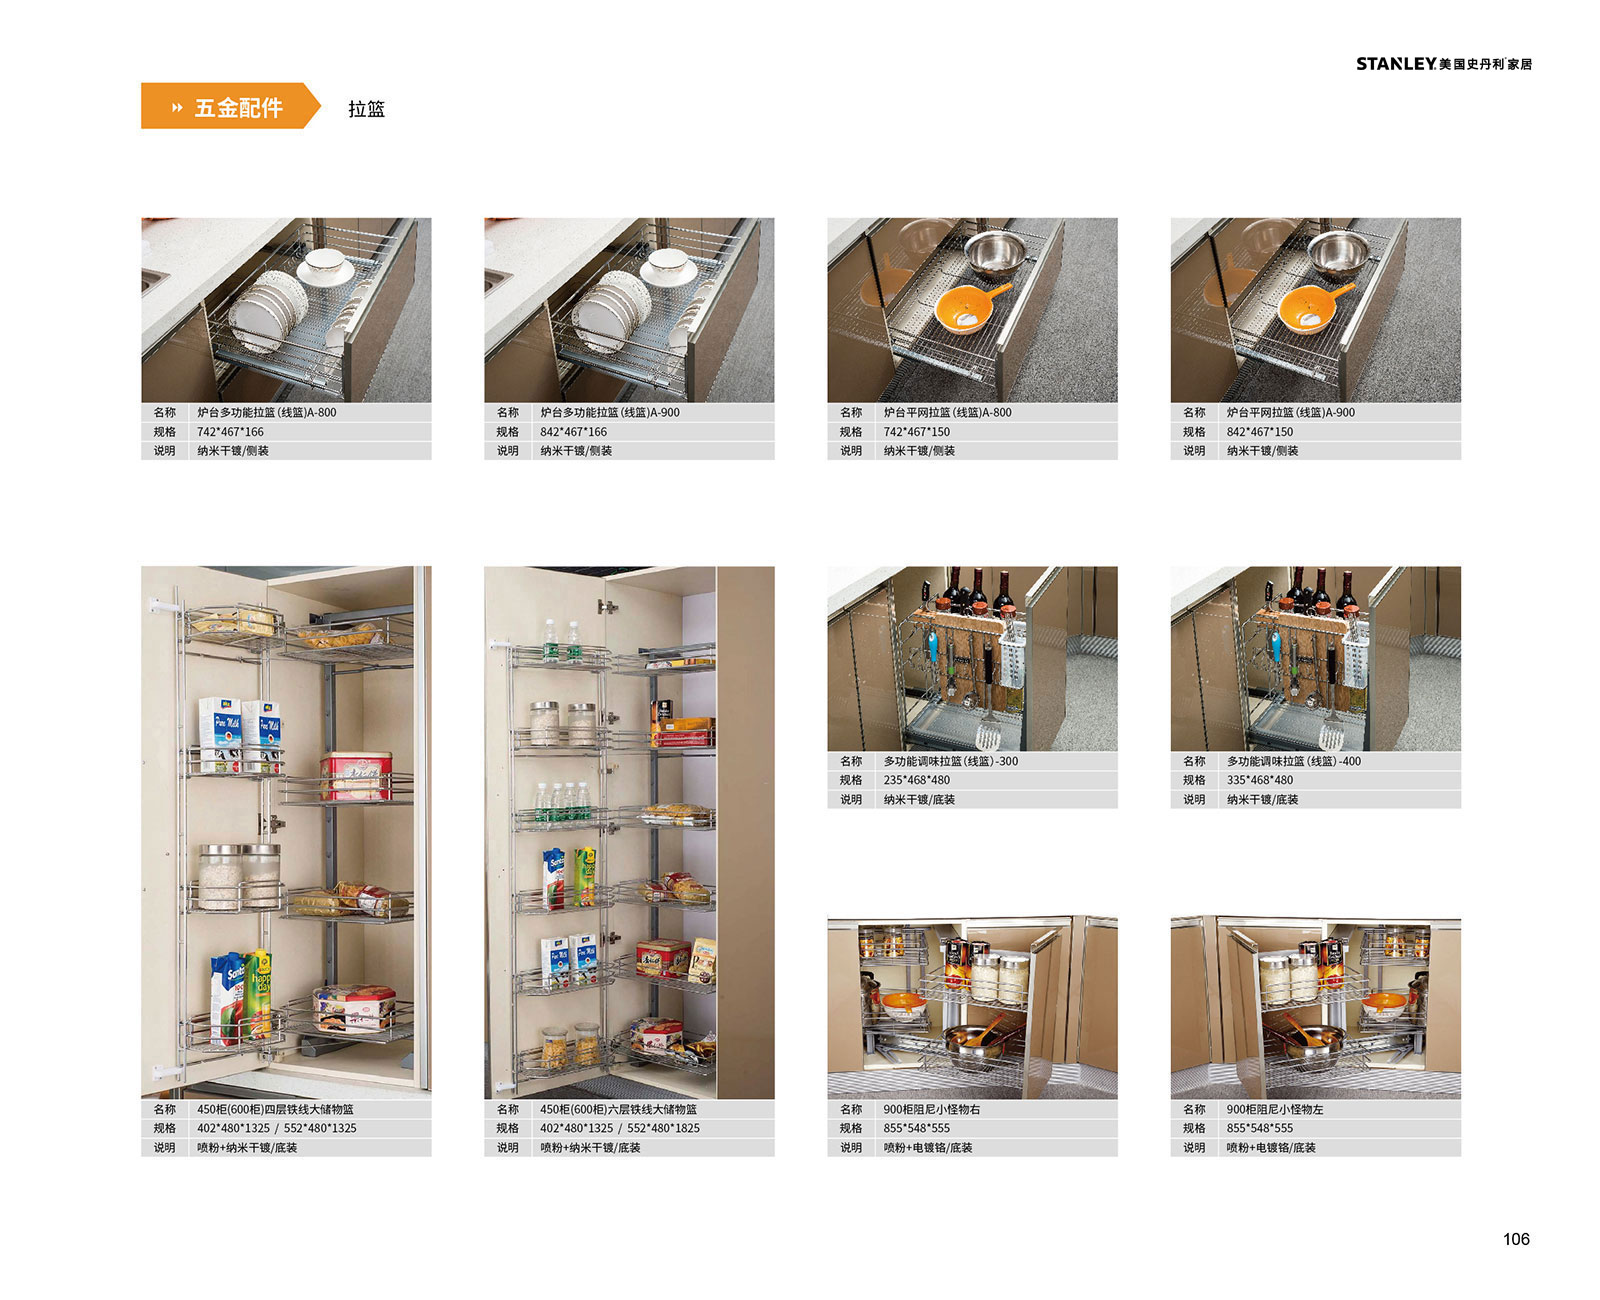 STANLEY.美国史丹利家居
五金配件
拉篮
名称 炉台多功能拉篮(线篮)A-800
规格 742*467*166
说明 纳米干镀/侧装
名称 炉台多功能拉篮(线篮)A-900
规格 842*467*166
说明 纳米干镀/侧装
名称 炉台平网拉篮(线篮)A-800
规格 742*467*150
说明 纳米干镀/侧装
名称 炉台平网拉篮(线篮)A-900
规格 842*467*150
说明 纳米干镀/侧装
名称 450柜(600柜)四层铁线大储物篮
规格 402*480*1325 / 552*480*1325
说明 喷粉+纳米干镀/底装
名称 450柜(600柜)六层铁线大储物篮
规格 402*480*1325 / 552*480*1825
说明 喷粉+纳米干镀/底装
名称 多功能调味拉篮(线篮)-300
规格 235*468*480
说明 纳米干镀/底装
名称 多功能调味拉篮(线篮)-400
规格 335*468*480
说明 纳米干镀/底装
名称 900柜阻尼小怪物右
规格 855*548*555
说明 喷粉+电镀铬/底装
名称 900柜阻尼小怪物左
规格 855*548*555
说明 喷粉+电镀铬/底装
106